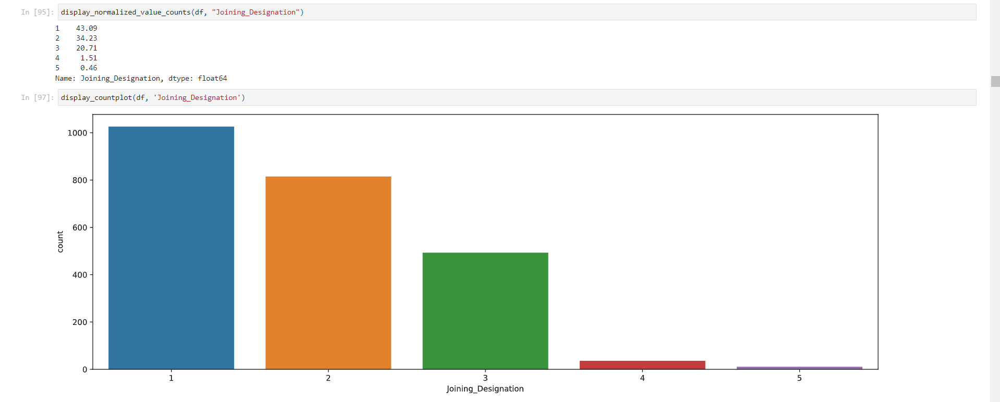 In [95]: display_normalized_value_counts(df, "Joining_Designation")
1    43.09
2    34.23
3    20.71
4     1.51
5     0.46
Name: Joining_Designation, dtype: float64
In [97]: display_countplot(df, 'Joining_Designation')
1000
800
600
400
200
0
count
1 2 3 4 5
Joining_Designation